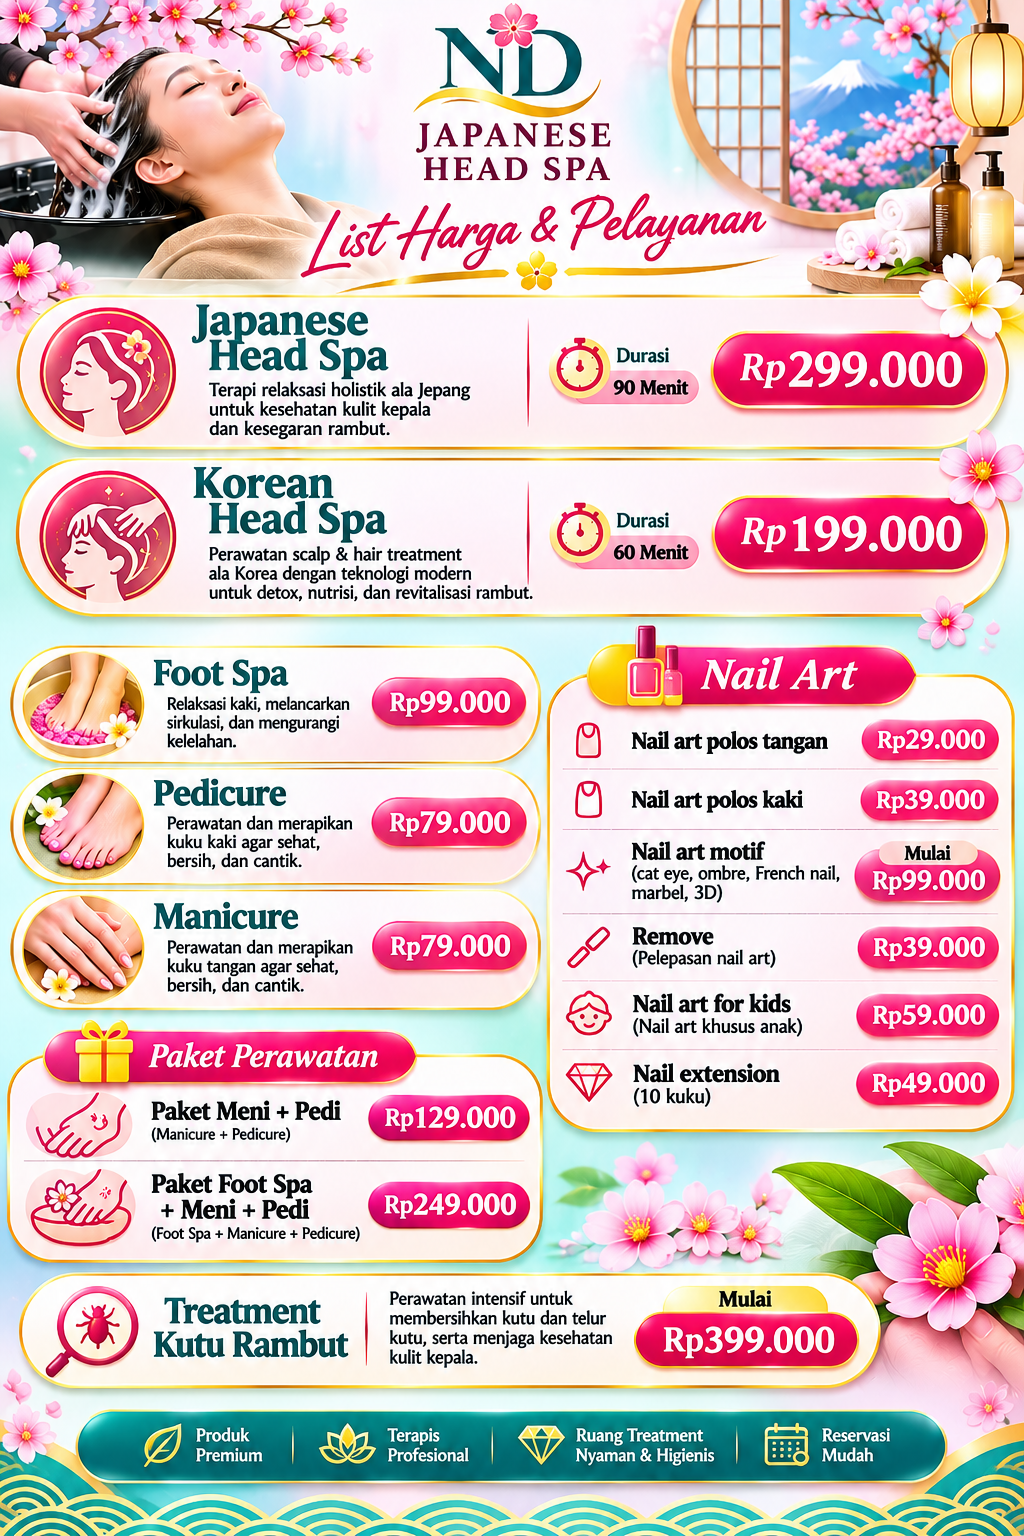 ND
JAPANESE
HEAD SPA
List Harga & Pelayanan
Japanese
Head Spa
Terapi relaksasi holistik ala Jepang
untuk kesehatan kulit kepala
dan kesegaran rambut.
Durasi
90 Menit
Rp299.000
Korean
Head Spa
Perawatan scalp & hair treatment
ala Korea dengan teknologi modern
untuk detox, nutrisi, dan revitalisasi rambut.
Durasi
60 Menit
Rp199.000
Foot Spa
Relaksasi kaki, melancarkan
sirkulasi, dan mengurangi
kelelahan.
Rp99.000
Pedicure
Perawatan dan merapikan
kuku kaki agar sehat,
bersih, dan cantik.
Rp79.000
Manicure
Perawatan dan merapikan
kuku tangan agar sehat,
bersih, dan cantik.
Rp79.000
Nail Art
Nail art polos tangan
Rp29.000
Nail art polos kaki
Rp39.000
Nail art motif
(cat eye, ombre, French nail,
marbel, 3D)
Mulai
Rp99.000
Remove
(Pelepasan nail art)
Rp39.000
Nail art for kids
(Nail art khusus anak)
Rp59.000
Nail extension
(10 kuku)
Rp49.000
Paket Perawatan
Paket Meni + Pedi
(Manicure + Pedicure)
Rp129.000
Paket Foot Spa
+ Meni + Pedi
(Foot Spa + Manicure + Pedicure)
Rp249.000
Treatment
Kutu Rambut
Perawatan intensif untuk
membersihkan kutu dan telur
kutu, serta menjaga kesehatan
kulit kepala.
Mulai
Rp399.000
Produk
Premium
Terapis
Profesional
Ruang Treatment
Nyaman & Higienis
Reservasi
Mudah